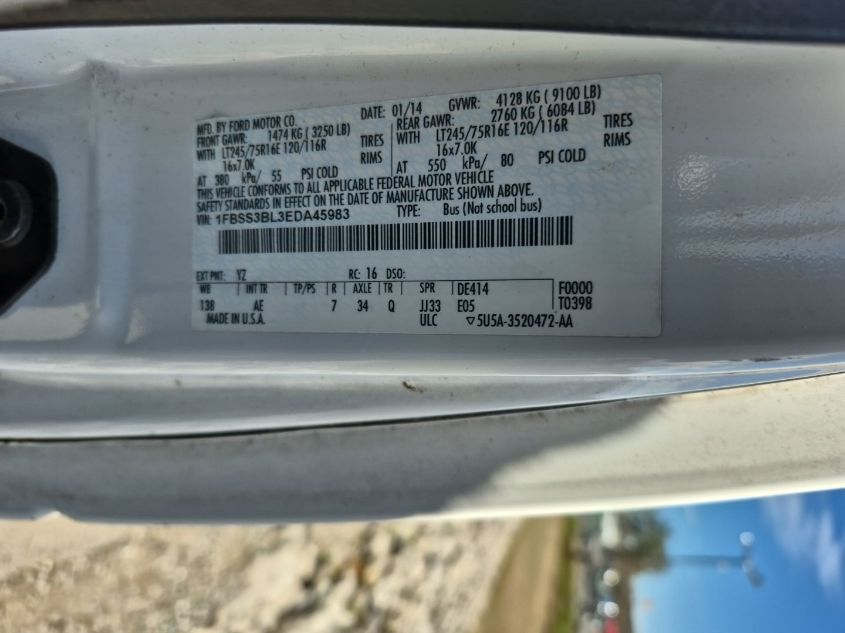 MFD. BY FORD MOTOR CO. DATE: 01/14 GVWR: 4128 KG ( 9100 LB)
FRONT GAWR: 1474 KG ( 3250 LB) REAR GAWR: 2760 KG ( 6084 LB)
WITH LT245/75R16E 120/116R TIRES WITH LT245/75R16E 120/116R TIRES
16x7.0K RIMS 16x7.0K RIMS
AT 380 kPa/ 55 PSI COLD AT 550 kPa/ 80 PSI COLD
THIS VEHICLE CONFORMS TO ALL APPLICABLE FEDERAL MOTOR VEHICLE
SAFETY STANDARDS IN EFFECT ON THE DATE OF MANUFACTURE SHOWN ABOVE.
VIN: 1FBSS3BL3EDA45983 TYPE: Bus (Not school bus)
EXT PNT: YZ RC: 16 DSO:
WB INT TR TP/PS R AXLE TR SPR DE414 F0000
138 AE 7 34 Q JJ33 E05 T0398
MADE IN U.S.A. ULC ▽5U5A-3520472-AA